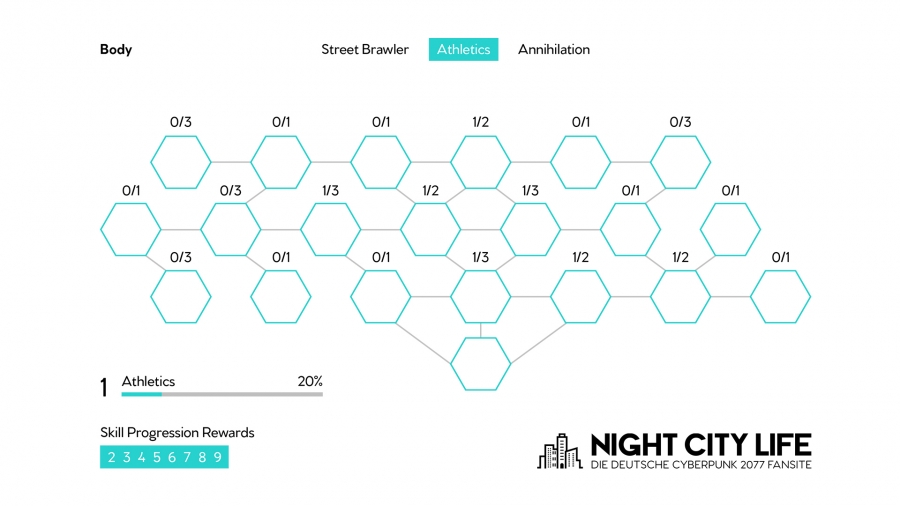 Body
Street Brawler
Athletics
Annihilation
0/3 0/1 0/1 1/2 0/1 0/3
0/1 0/3 1/3 1/2 1/3 0/1 0/1
0/3 0/1 0/1 1/3 1/2 1/2 0/1
1 Athletics 20%
Skill Progression Rewards
2 3 4 5 6 7 8 9
NIGHT CITY LIFE
DIE DEUTSCHE CYBERPUNK 2077 FANSITE